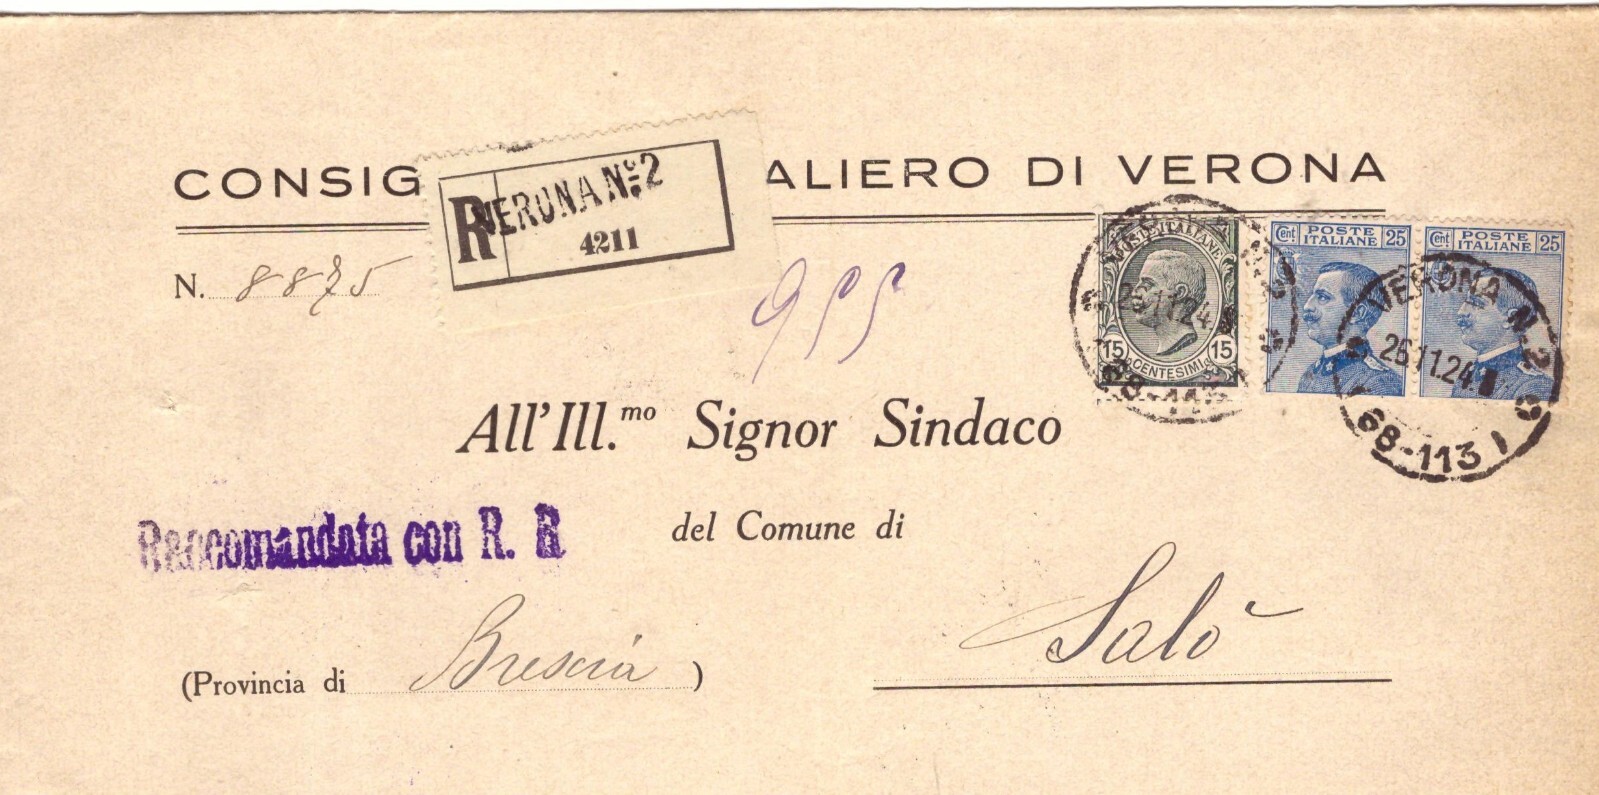 CONSIG ALIERO DI VERONA
R VERONA N.º 2
4211
N. 8875
955
POSTE ITALIANE
15 CENTESIMI 15
Cent POSTE ITALIANE 25
Cent POSTE ITALIANE 25
VERONA N. 2
26.11.24
68-113
All'Ill.mo Signor Sindaco
Raccomandata con R. R
del Comune di
Salò
(Provincia di Brescia)